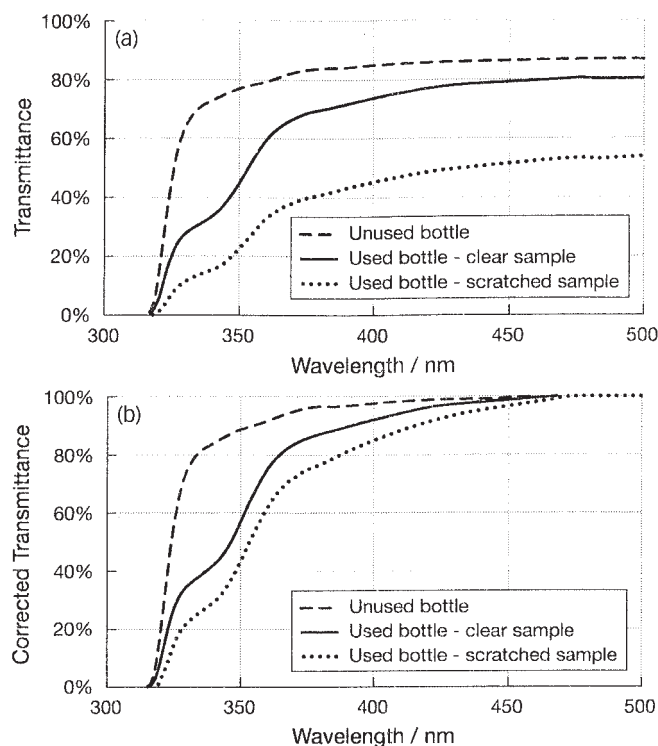 100%
(a)
80%
60%
40%
20%
0%
Transmittance
Unused bottle
Used bottle - clear sample
Used bottle - scratched sample
300 350 400 450 500
Wavelength / nm
100%
(b)
80%
60%
40%
20%
0%
Corrected Transmittance
Unused bottle
Used bottle - clear sample
Used bottle - scratched sample
300 350 400 450 500
Wavelength / nm